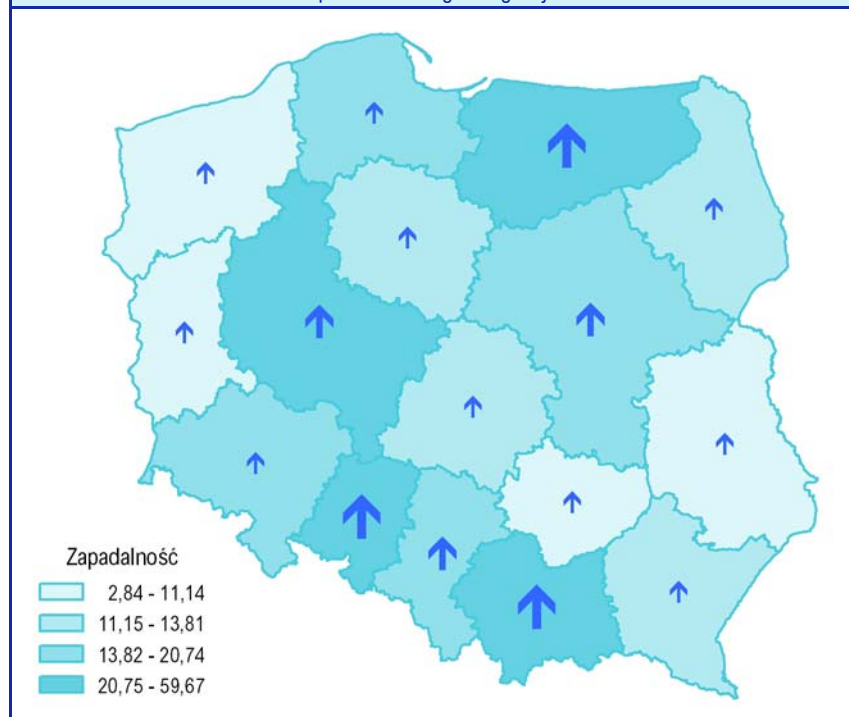 Zapadalność
2,84 - 11,14
11,15 - 13,81
13,82 - 20,74
20,75 - 59,67